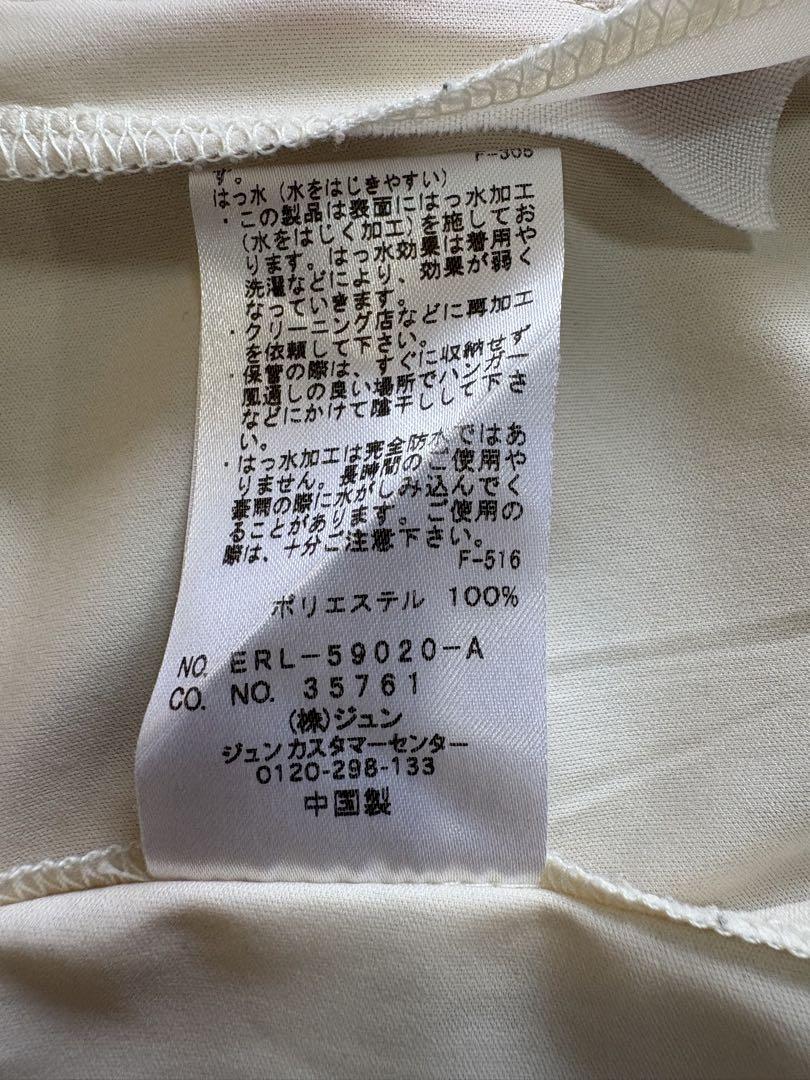 F-305
す。
はっ水（水をはじきやすい）
・この製品は表面にはっ水加工
（水をはじく加工）を施してお
ります。はっ水効果は着用や
洗濯などにより、効果が弱く
なっていきます。
・クリーニング店などに再加工
を依頼して下さい。
・保管の際は、すぐに収納せず
風通しの良い場所でハンガー
などにかけて陰干しして下さ
い。
・はっ水加工は完全防水ではあ
りません。長時間のご使用や
豪雨の際に水がしみ込んでく
ることがあります。ご使用の
際は、十分ご注意下さい。
F-516
ポリエステル 100%
NO. ERL-59020-A
CO. NO. 35761
(株)ジュン
ジュンカスタマーセンター
0120-298-133
中国製